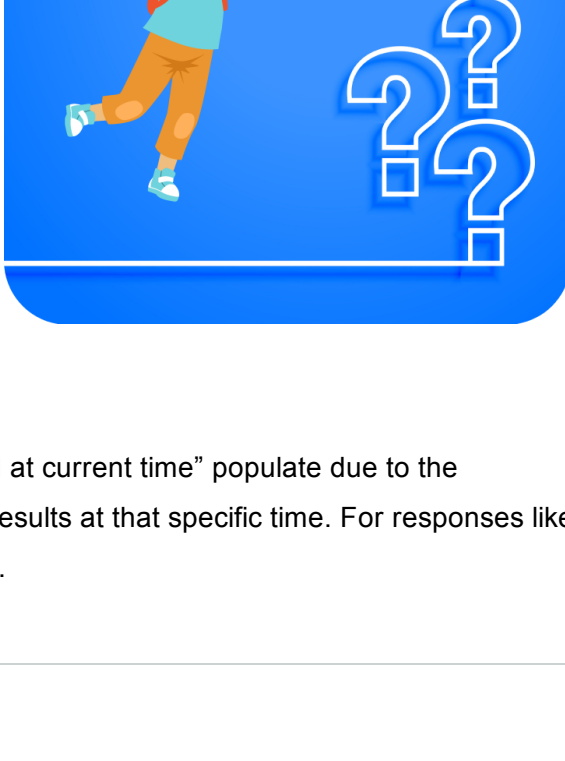 ???
at current time” populate due to the
esults at that specific time. For responses like
.